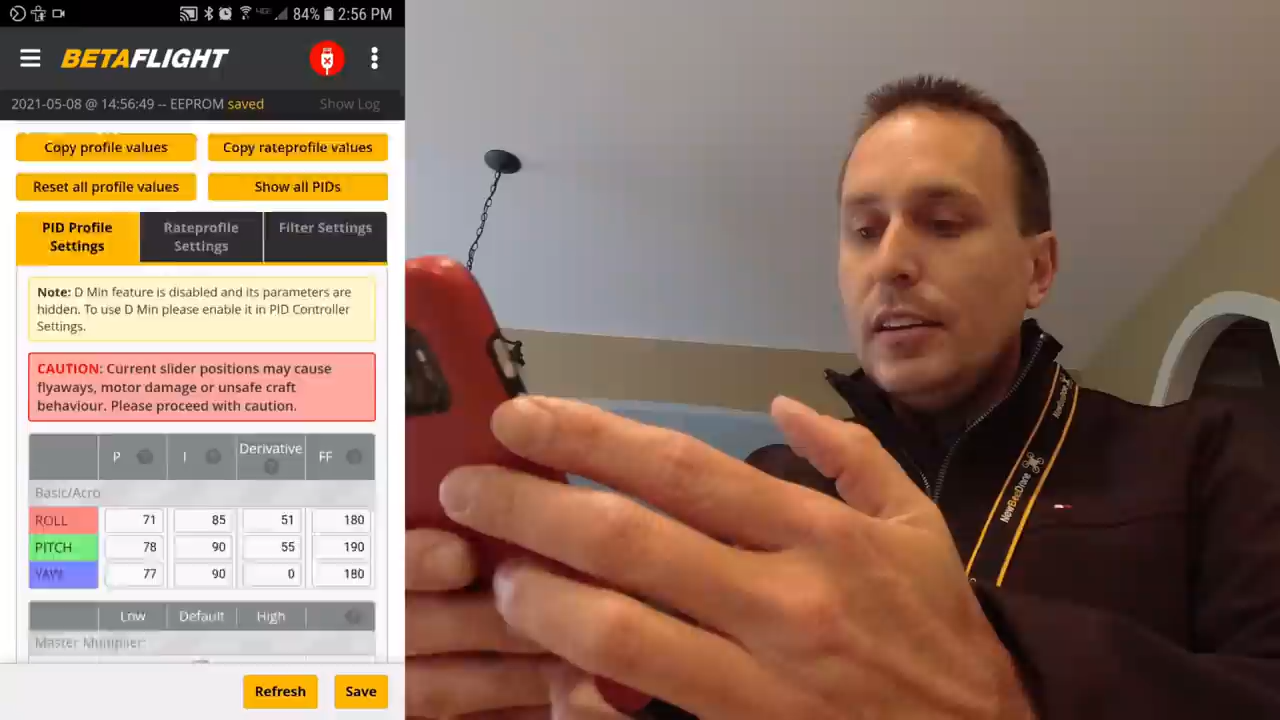 84% 2:56 PM
BETAFLIGHT
2021-05-08 @ 14:56:49 -- EEPROM saved Show Log
Copy profile values Copy rateprofile values
Reset all profile values Show all PIDs
PID Profile Settings
Rateprofile Settings
Filter Settings
Note: D Min feature is disabled and its parameters are
hidden. To use D Min please enable it in PID Controller
Settings.
CAUTION: Current slider positions may cause
flyaways, motor damage or unsafe craft
behaviour. Please proceed with caution.
P I Derivative FF
Basic/Acro
ROLL 71 85 51 180
PITCH 78 90 55 190
YAW 77 90 0 180
Low Default High
Master Multiplier:
Refresh Save
NewBeeDrone